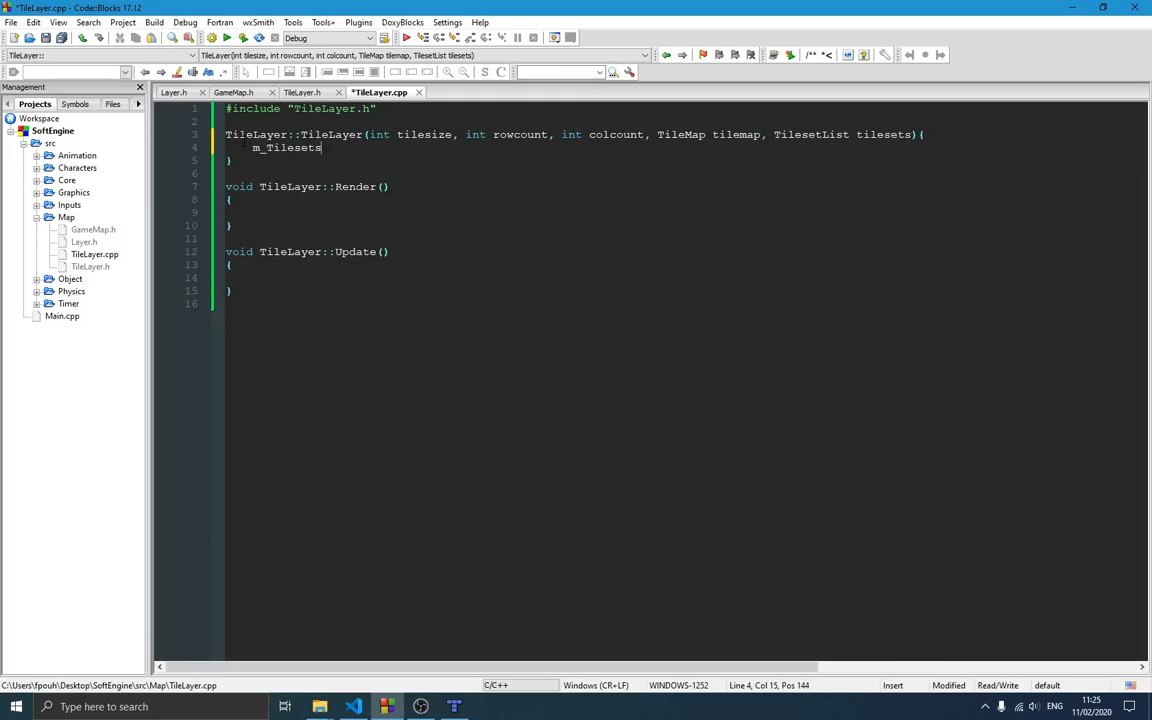 *TileLayer.cpp - Code::Blocks 17.12
File Edit View Search Project Build Debug Fortran wxSmith Tools Tools+ Plugins DoxyBlocks Settings Help
Debug
TileLayer:: TileLayer(int tilesize, int rowcount, int colcount, TileMap tilemap, TilesetList tilesets)
/** *<
S C
Management
Layer.h GameMap.h TileLayer.h *TileLayer.cpp
Projects Symbols Files
Workspace
SoftEngine
src
Animation
Characters
Core
Graphics
Inputs
Map
GameMap.h
Layer.h
TileLayer.cpp
TileLayer.h
Object
Physics
Timer
Main.cpp
1 #include "TileLayer.h"
2
3 TileLayer::TileLayer(int tilesize, int rowcount, int colcount, TileMap tilemap, TilesetList tilesets){
4 m_Tilesets
5 }
6
7 void TileLayer::Render()
8 {
9
10 }
11
12 void TileLayer::Update()
13 {
14
15 }
16
C:\Users\fpouh\Desktop\SoftEngine\src\Map\TileLayer.cpp C/C++ Windows (CR+LF) WINDOWS-1252 Line 4, Col 15, Pos 144 Insert Modified Read/Write default
Type here to search
ENG
11:25
11/02/2020